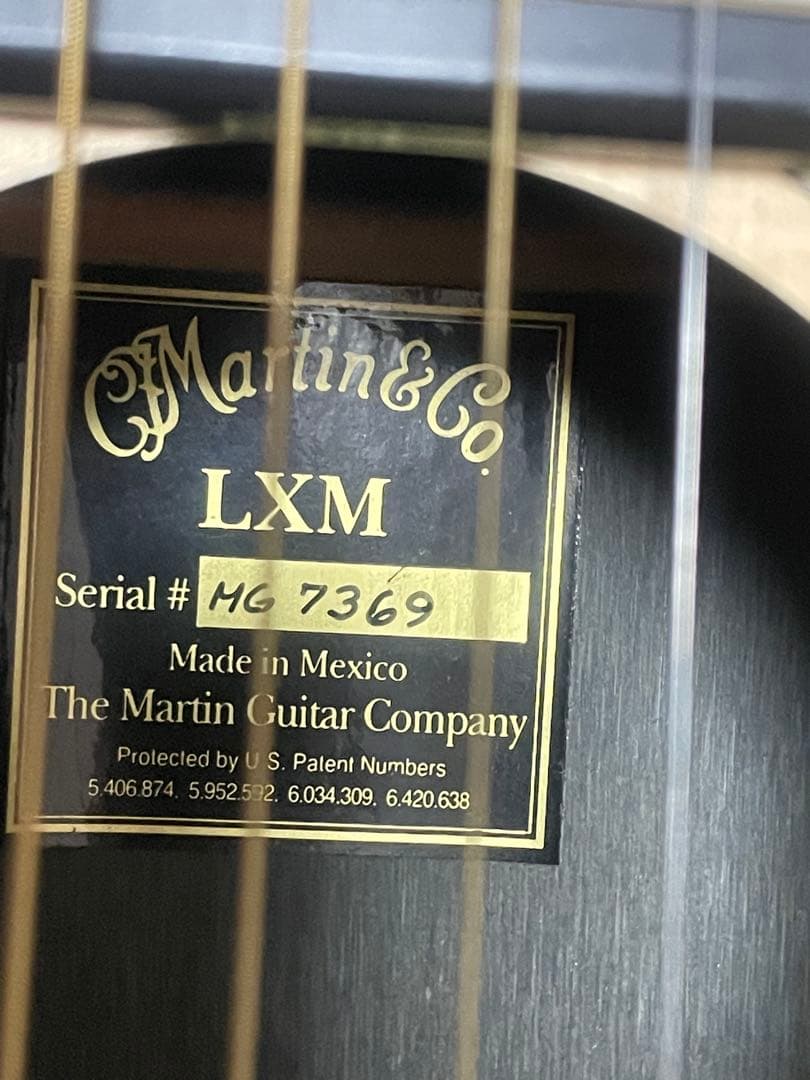 CFMartin & Co.
LXM
Serial # MG 7369
Made in Mexico
The Martin Guitar Company
Protected by U.S. Patent Numbers
5.406.874. 5.952.592. 6.034.309. 6.420.638